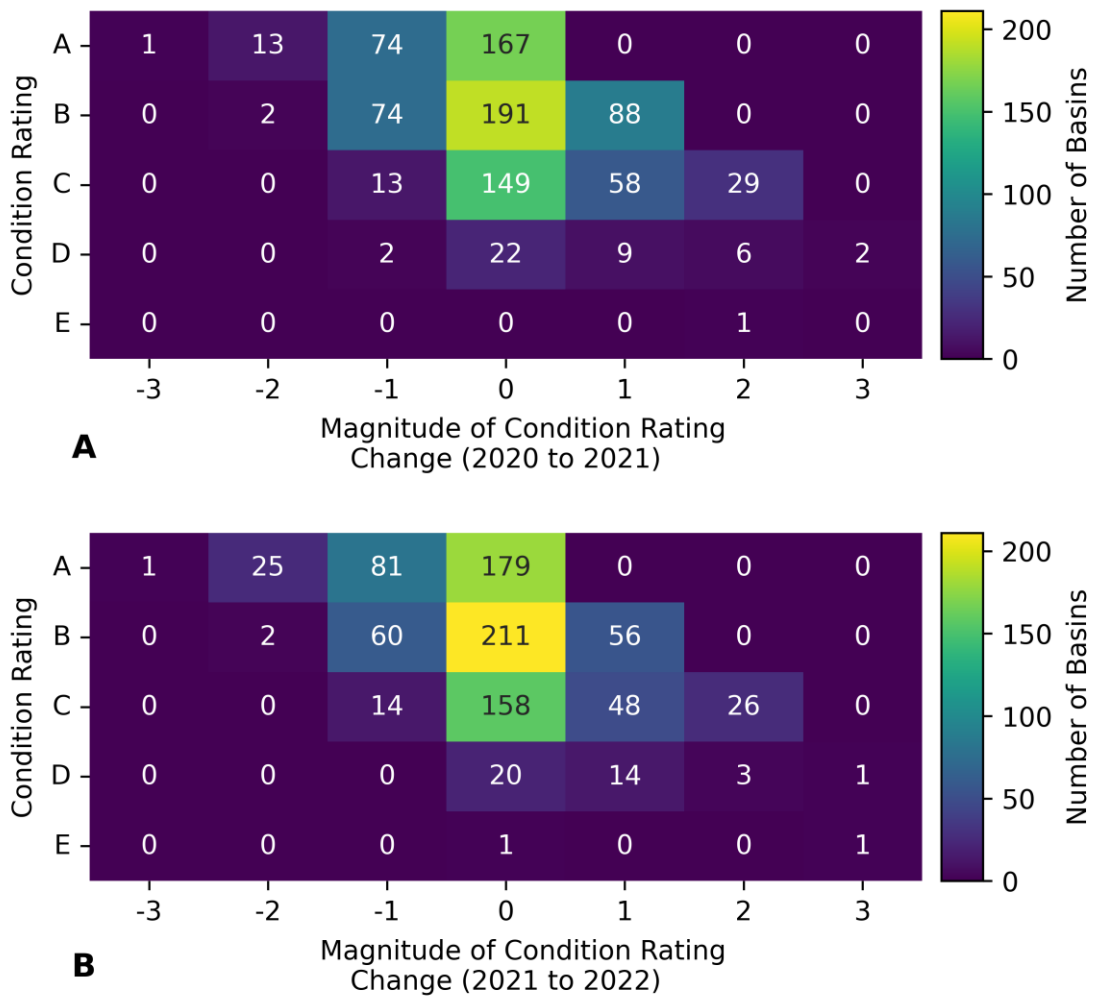 A 1 13 74 167 0 0 0
B 0 2 74 191 88 0 0
C 0 0 13 149 58 29 0
D 0 0 2 22 9 6 2
E 0 0 0 0 0 1 0
-3 -2 -1 0 1 2 3
Condition Rating
Magnitude of Condition Rating
Change (2020 to 2021)
A
200
150
100
50
0
Number of Basins
A 1 25 81 179 0 0 0
B 0 2 60 211 56 0 0
C 0 0 14 158 48 26 0
D 0 0 0 20 14 3 1
E 0 0 0 1 0 0 1
-3 -2 -1 0 1 2 3
Condition Rating
Magnitude of Condition Rating
Change (2021 to 2022)
B
200
150
100
50
0
Number of Basins